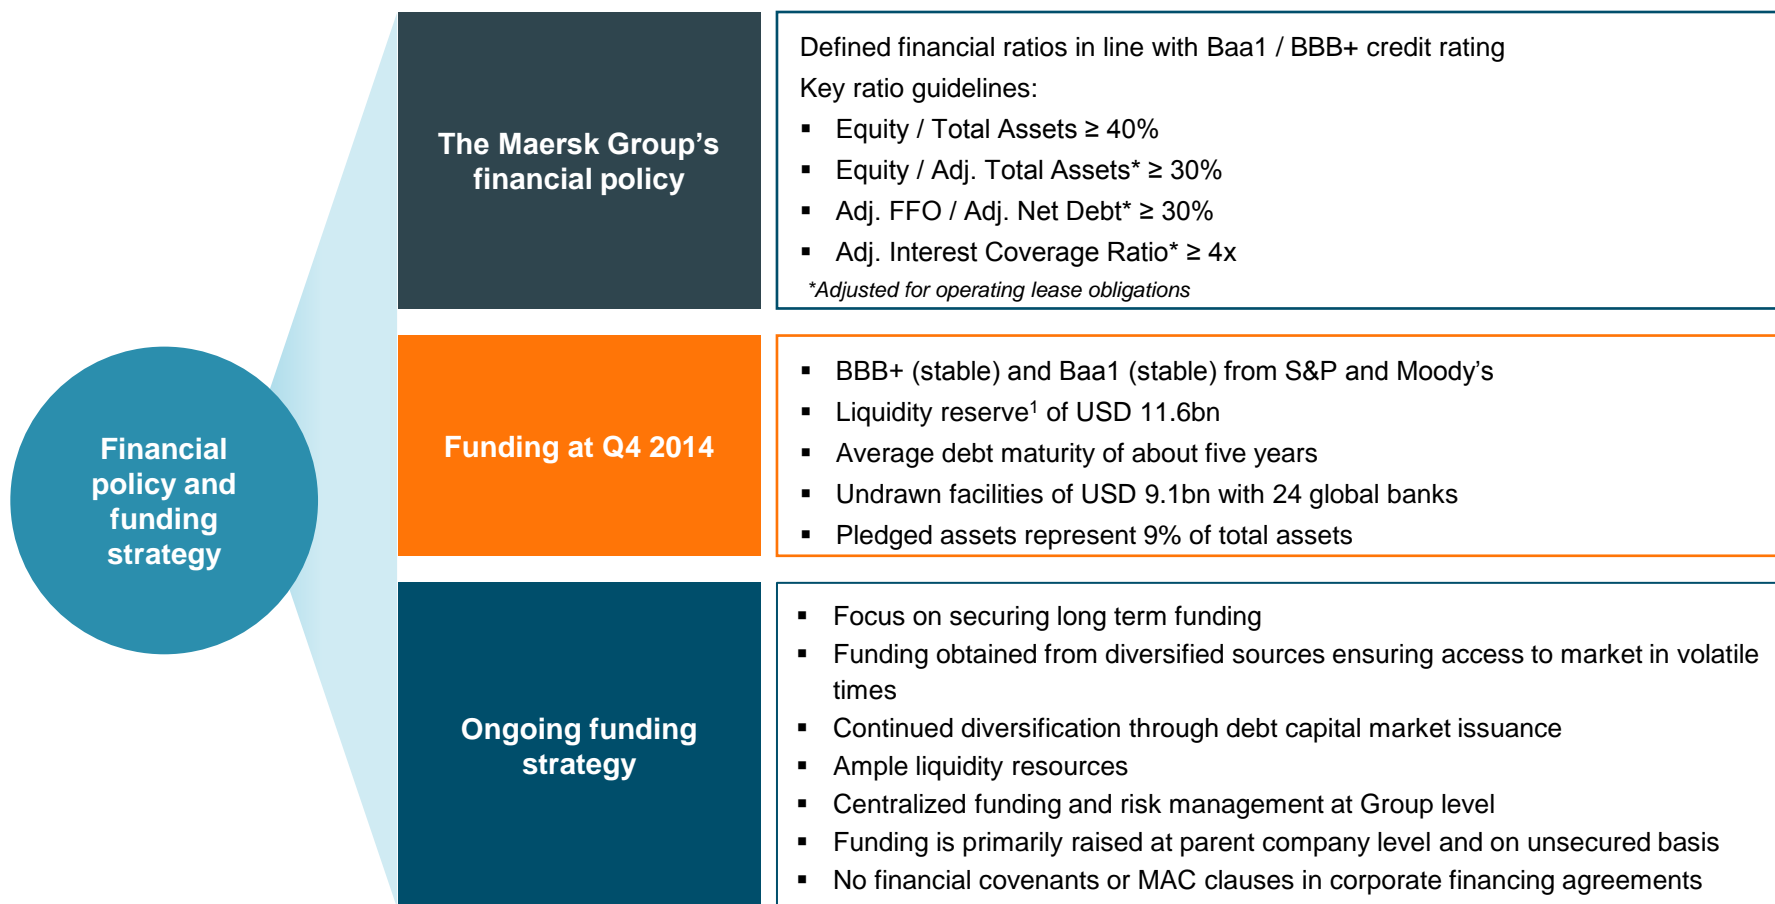 Financial
policy and
funding
strategy
The Maersk Group’s
financial policy
Defined financial ratios in line with Baa1 / BBB+ credit rating
Key ratio guidelines:
▪ Equity / Total Assets ≥ 40%
▪ Equity / Adj. Total Assets* ≥ 30%
▪ Adj. FFO / Adj. Net Debt* ≥ 30%
▪ Adj. Interest Coverage Ratio* ≥ 4x
*Adjusted for operating lease obligations
Funding at Q4 2014
▪ BBB+ (stable) and Baa1 (stable) from S&P and Moody’s
▪ Liquidity reserve¹ of USD 11.6bn
▪ Average debt maturity of about five years
▪ Undrawn facilities of USD 9.1bn with 24 global banks
▪ Pledged assets represent 9% of total assets
Ongoing funding
strategy
▪ Focus on securing long term funding
▪ Funding obtained from diversified sources ensuring access to market in volatile
times
▪ Continued diversification through debt capital market issuance
▪ Ample liquidity resources
▪ Centralized funding and risk management at Group level
▪ Funding is primarily raised at parent company level and on unsecured basis
▪ No financial covenants or MAC clauses in corporate financing agreements